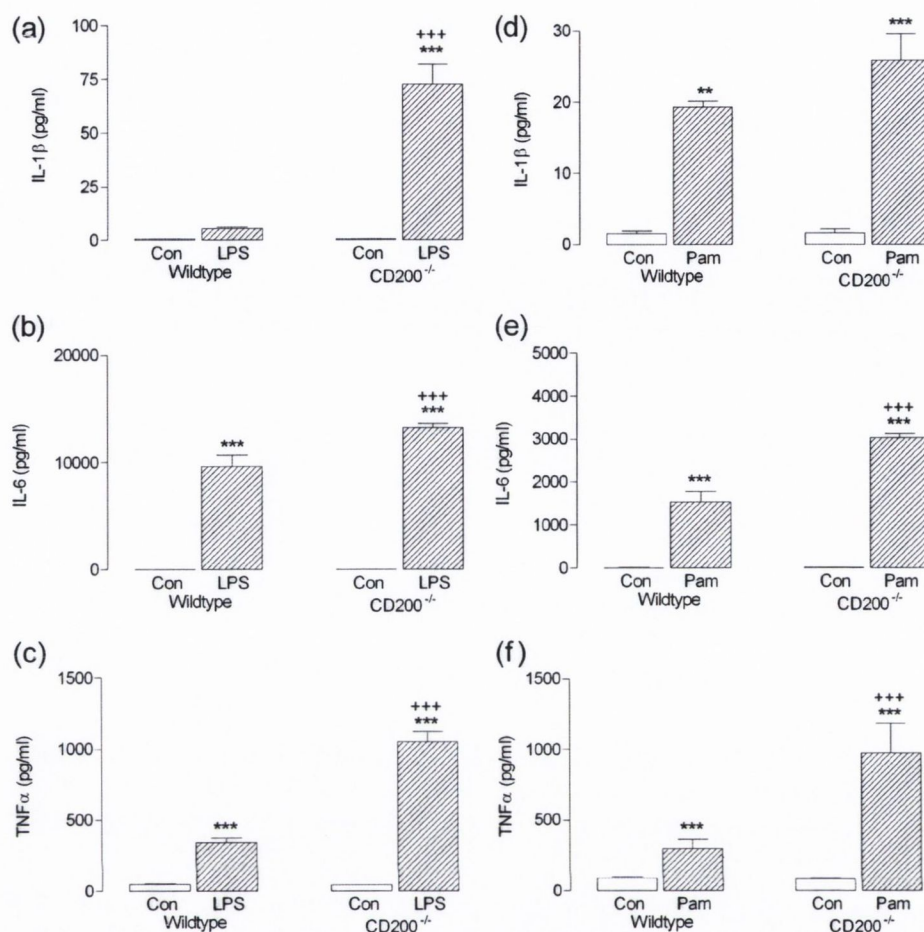 (a)
IL-1β (pg/ml)
100
75
50
25
0
+++
***
Con LPS Con LPS
Wildtype CD200-/-
(d)
IL-1β (pg/ml)
30
20
10
0
**
***
Con Pam Con Pam
Wildtype CD200-/-
(b)
IL-6 (pg/ml)
20000
10000
0
***
+++
***
Con LPS Con LPS
Wildtype CD200-/-
(e)
IL-6 (pg/ml)
5000
4000
3000
2000
1000
0
***
+++
***
Con Pam Con Pam
Wildtype CD200-/-
(c)
TNFα (pg/ml)
1500
1000
500
0
***
+++
***
Con LPS Con LPS
Wildtype CD200-/-
(f)
TNFα (pg/ml)
1500
1000
500
0
***
+++
***
Con Pam Con Pam
Wildtype CD200-/-